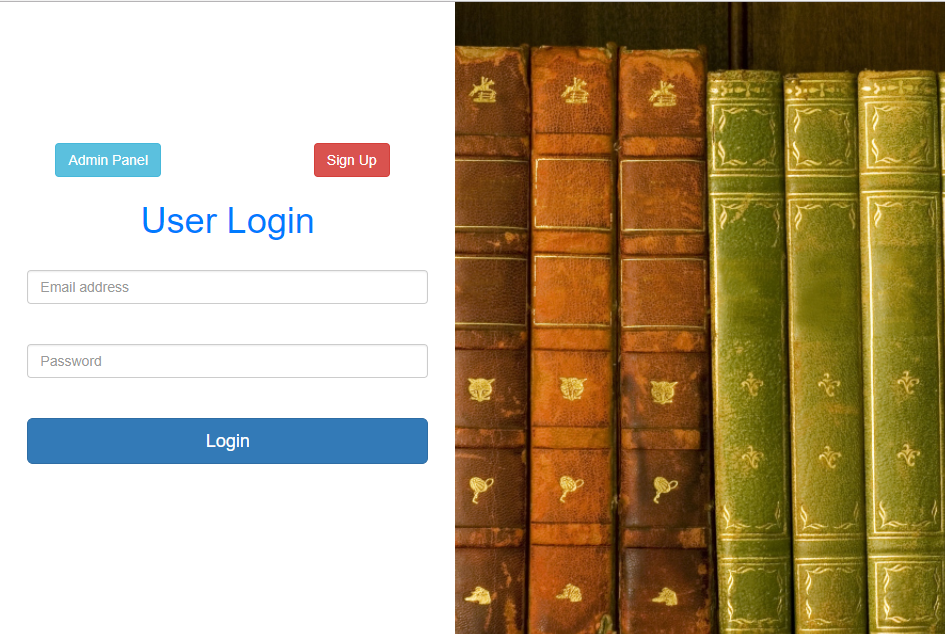 Admin Panel
Sign Up
User Login
Email address
Password
Login